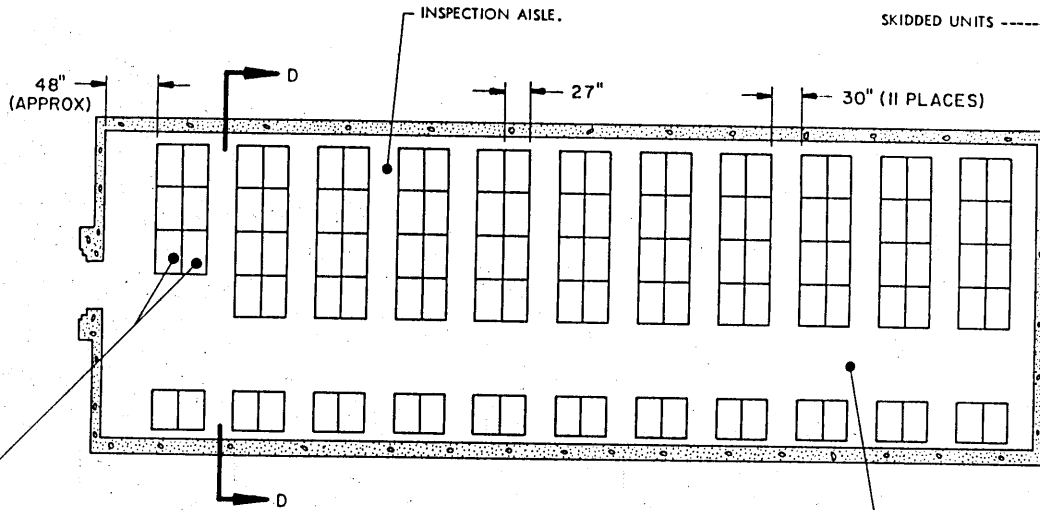 INSPECTION AISLE.
SKIDDED UNITS -----
48"
(APPROX)
D
27"
30" (11 PLACES)
D